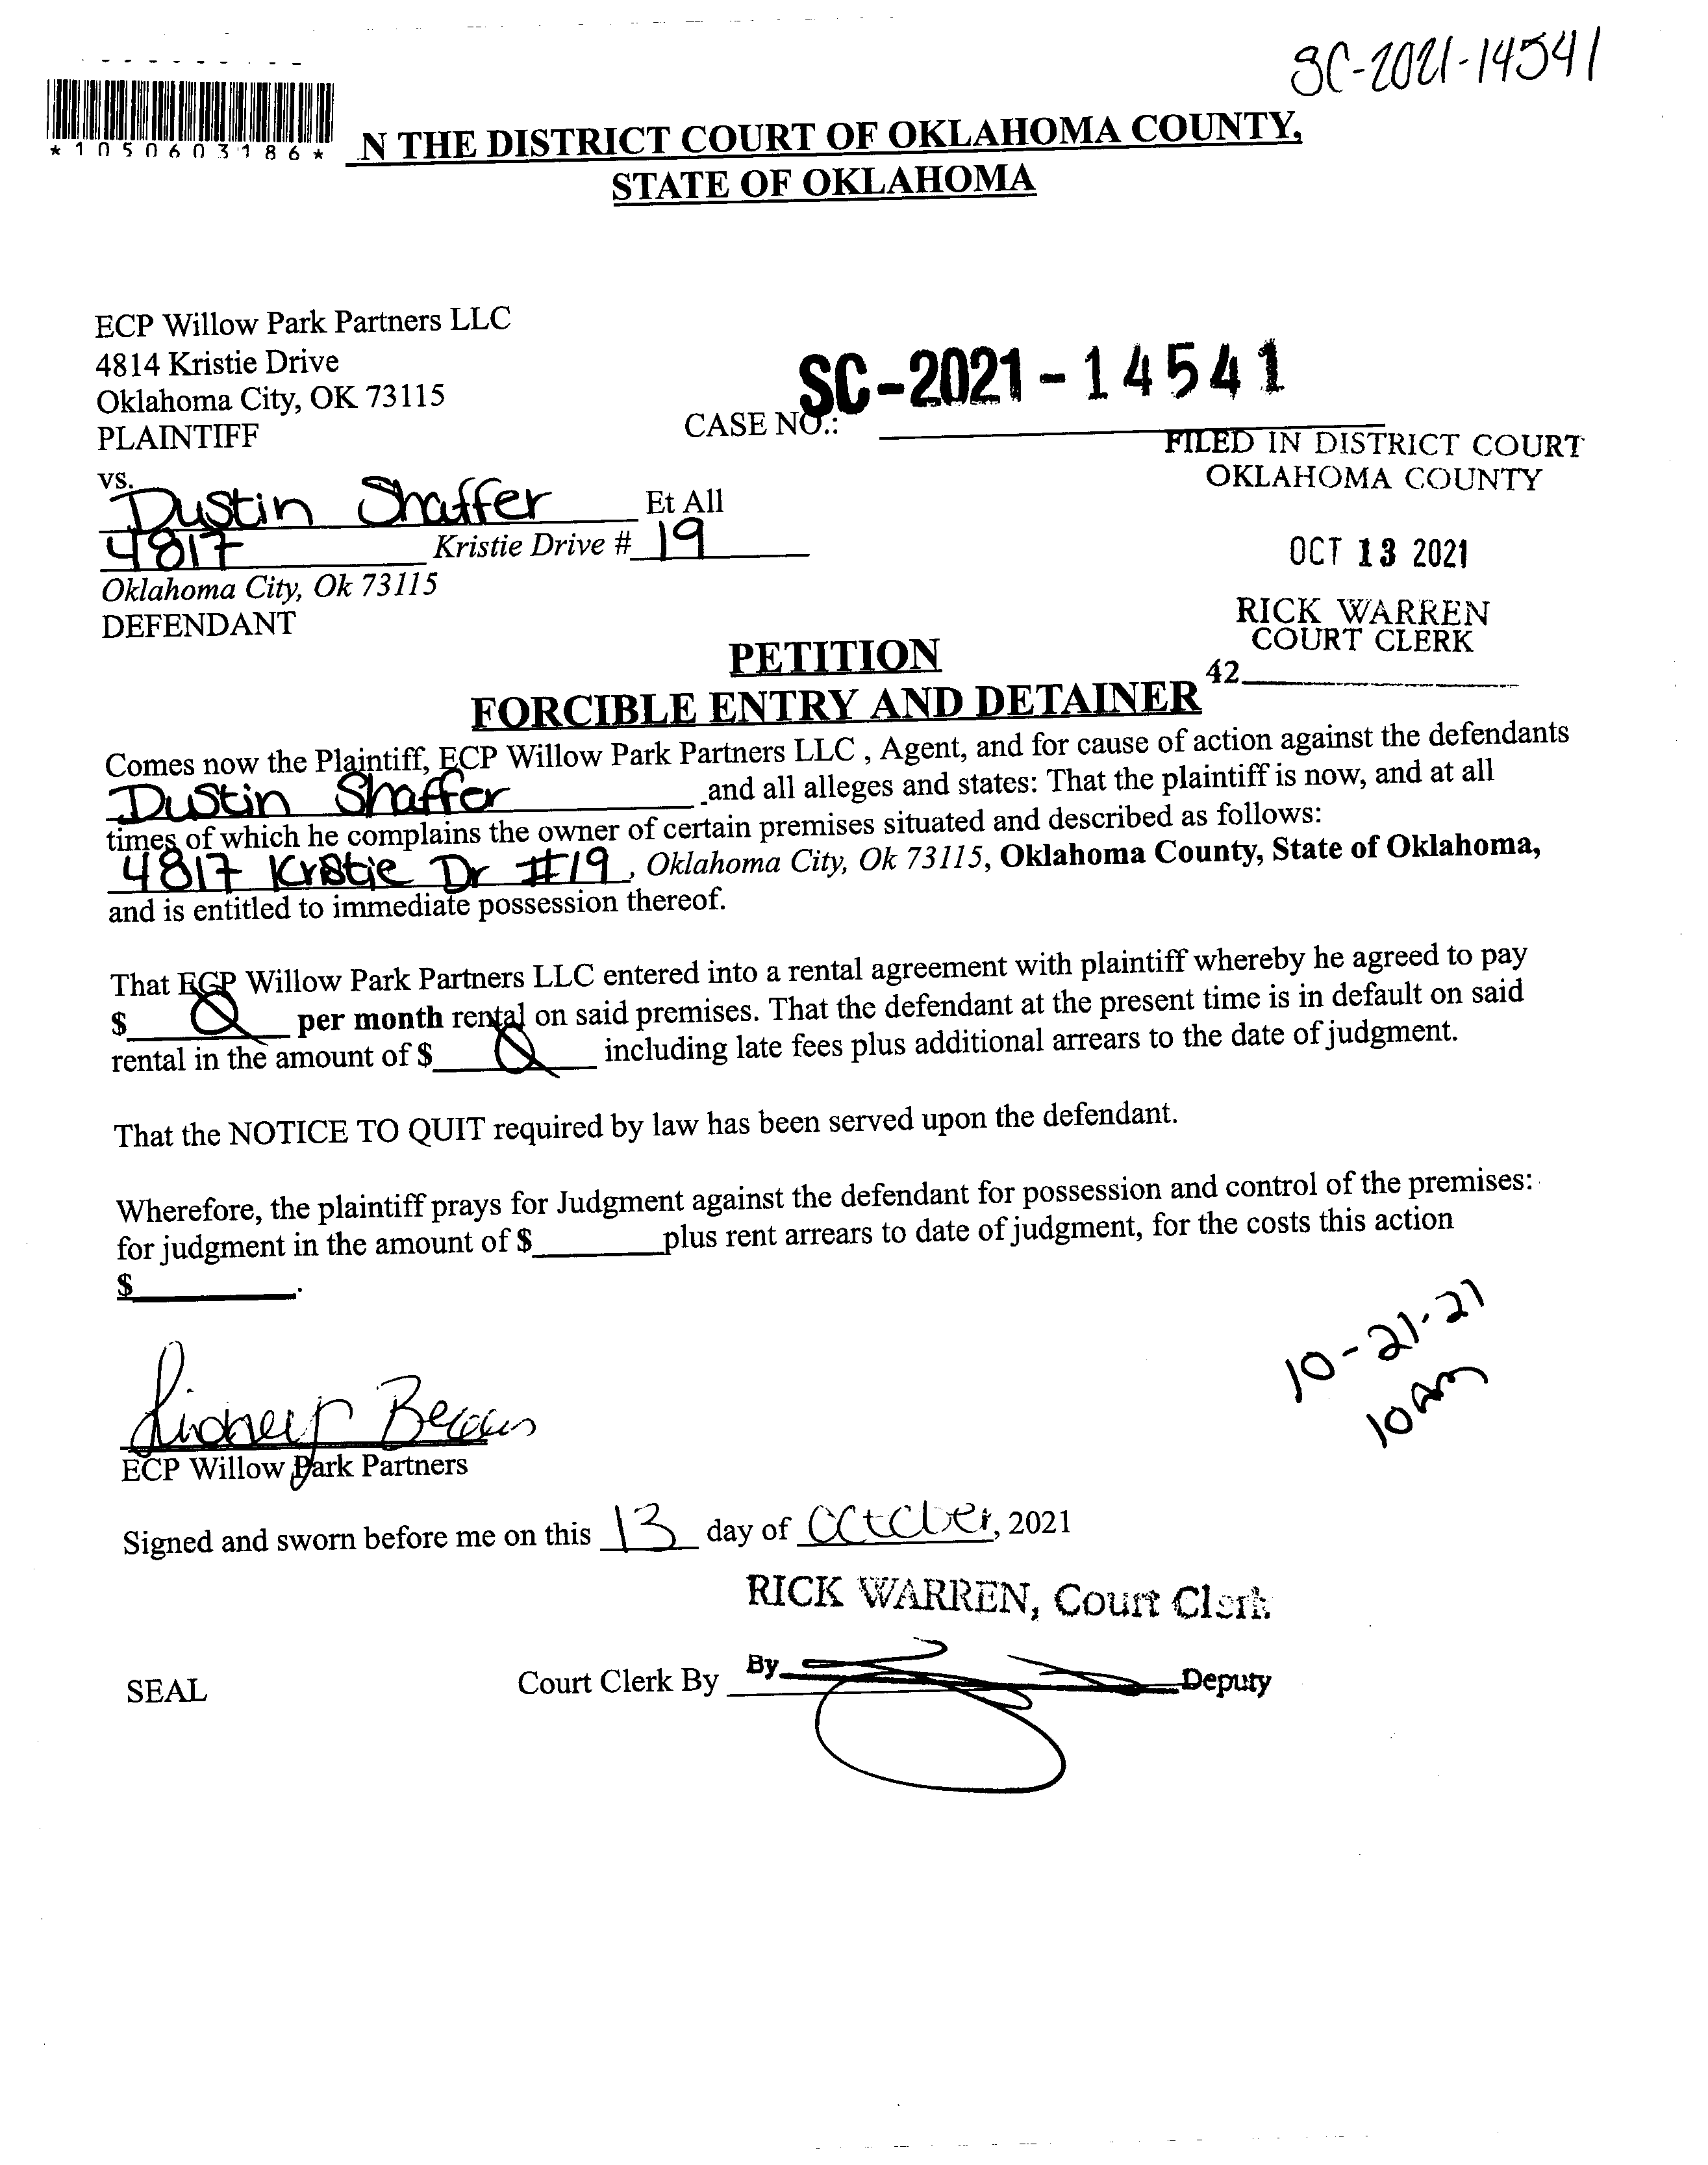 SC-2021-14541
*1050603186*
N THE DISTRICT COURT OF OKLAHOMA COUNTY,
STATE OF OKLAHOMA
ECP Willow Park Partners LLC
4814 Kristie Drive
Oklahoma City, OK 73115
PLAINTIFF
CASE NO.: SC-2021-14541
FILED IN DISTRICT COURT
OKLAHOMA COUNTY
vs.
Dustin Shaffer Et All
4817 Kristie Drive # 19
Oklahoma City, Ok 73115
DEFENDANT
OCT 13 2021
RICK WARREN
COURT CLERK
42
PETITION
FORCIBLE ENTRY AND DETAINER
Comes now the Plaintiff, ECP Willow Park Partners LLC , Agent, and for cause of action against the defendants
Dustin Shaffer and all alleges and states: That the plaintiff is now, and at all
times of which he complains the owner of certain premises situated and described as follows:
4817 Kristie Dr #19, Oklahoma City, Ok 73115, Oklahoma County, State of Oklahoma,
and is entitled to immediate possession thereof.
That ECP Willow Park Partners LLC entered into a rental agreement with plaintiff whereby he agreed to pay
$ 0 per month rental on said premises. That the defendant at the present time is in default on said
rental in the amount of $ 0 including late fees plus additional arrears to the date of judgment.
That the NOTICE TO QUIT required by law has been served upon the defendant.
Wherefore, the plaintiff prays for Judgment against the defendant for possession and control of the premises:
for judgment in the amount of $________plus rent arrears to date of judgment, for the costs this action
$__________.
10-21-21
10am
ECP Willow Park Partners
Signed and sworn before me on this 13 day of October, 2021
RICK WARREN, Court Clerk
SEAL
Court Clerk By By Deputy